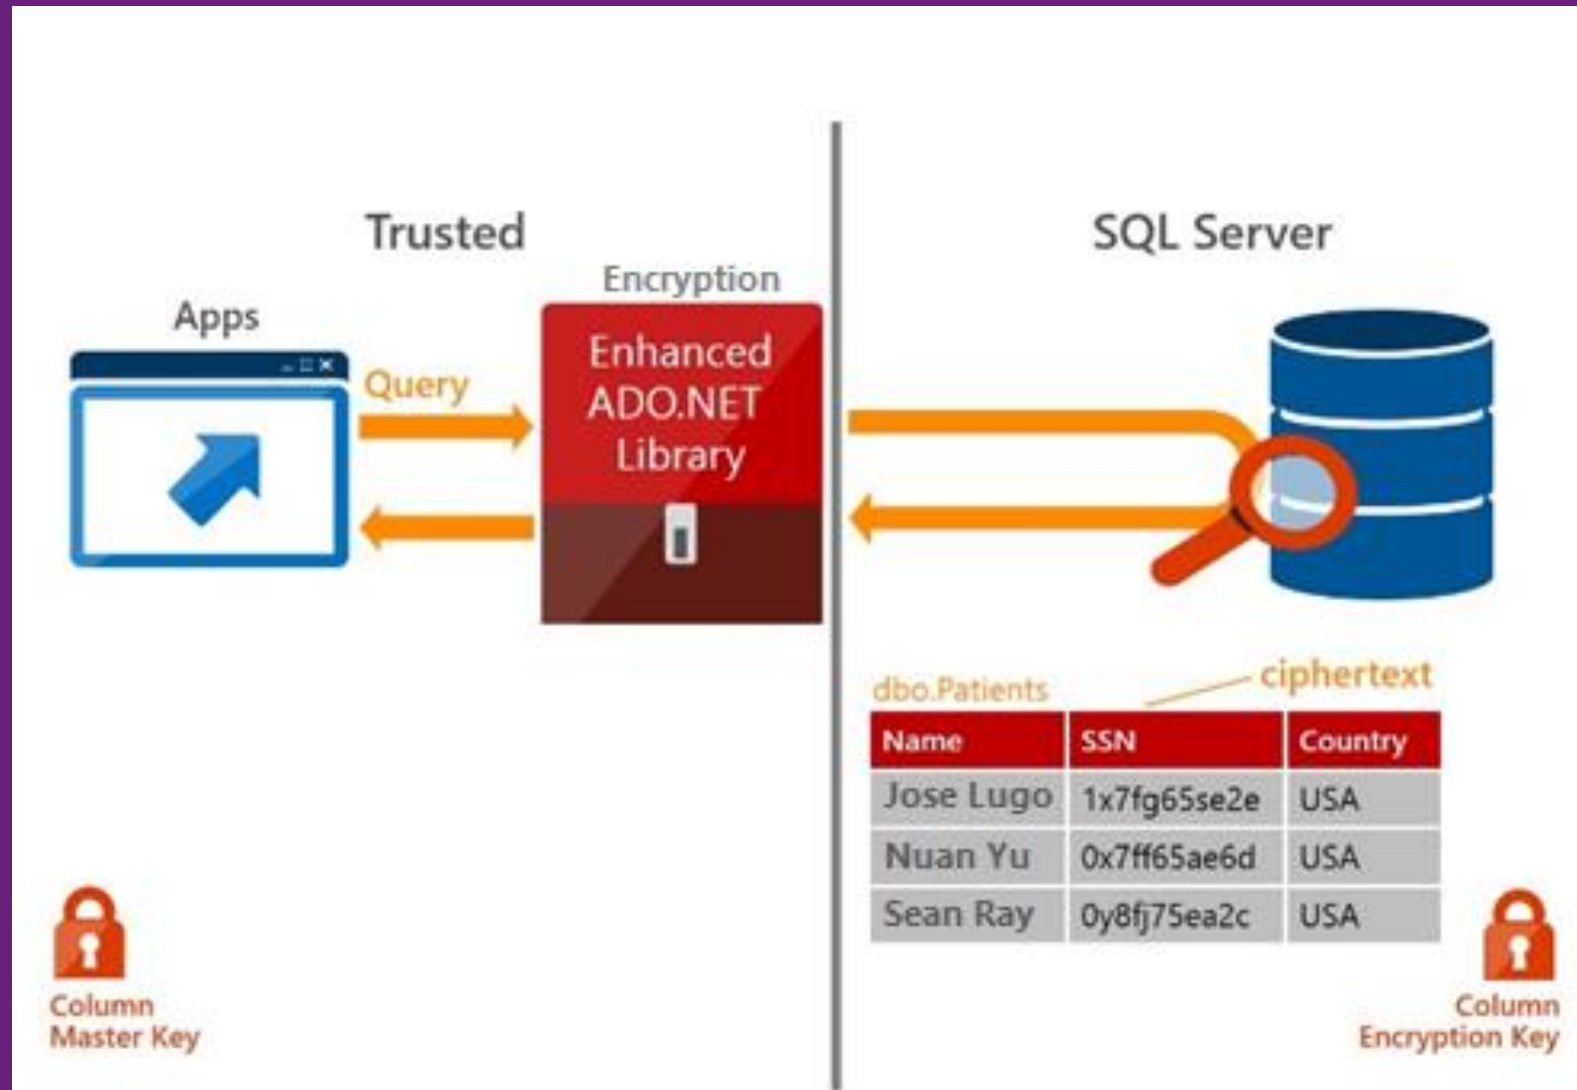 Trusted
SQL Server
Encryption
Apps
Query
Enhanced
ADO.NET
Library
ciphertext
dbo.Patients
Name SSN Country
Jose Lugo 1x7fg65se2e USA
Nuan Yu 0x7ff65ae6d USA
Sean Ray 0y8fj75ea2c USA
Column
Master Key
Column
Encryption Key